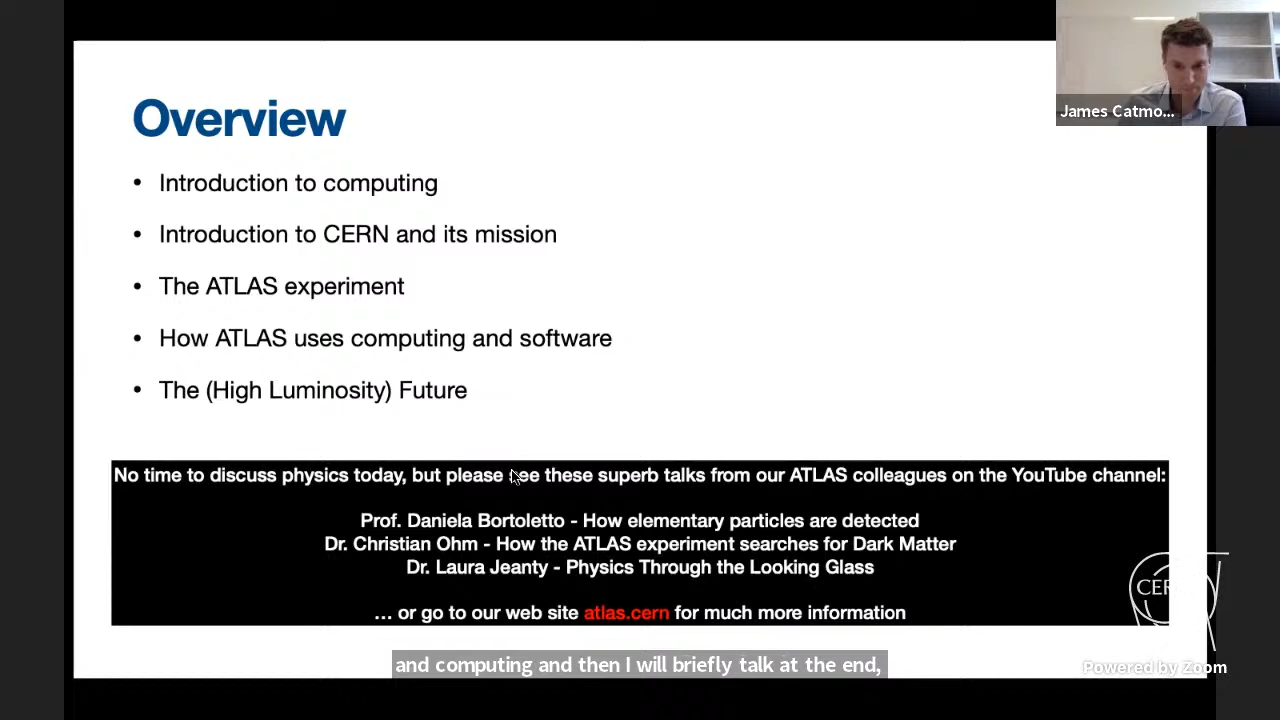 James Catmo...
Overview
• Introduction to computing
• Introduction to CERN and its mission
• The ATLAS experiment
• How ATLAS uses computing and software
• The (High Luminosity) Future
No time to discuss physics today, but please see these superb talks from our ATLAS colleagues on the YouTube channel:
Prof. Daniela Bortoletto - How elementary particles are detected
Dr. Christian Ohm - How the ATLAS experiment searches for Dark Matter
Dr. Laura Jeanty - Physics Through the Looking Glass
... or go to our web site atlas.cern for much more information
CERN
and computing and then I will briefly talk at the end,
Powered by Zoom